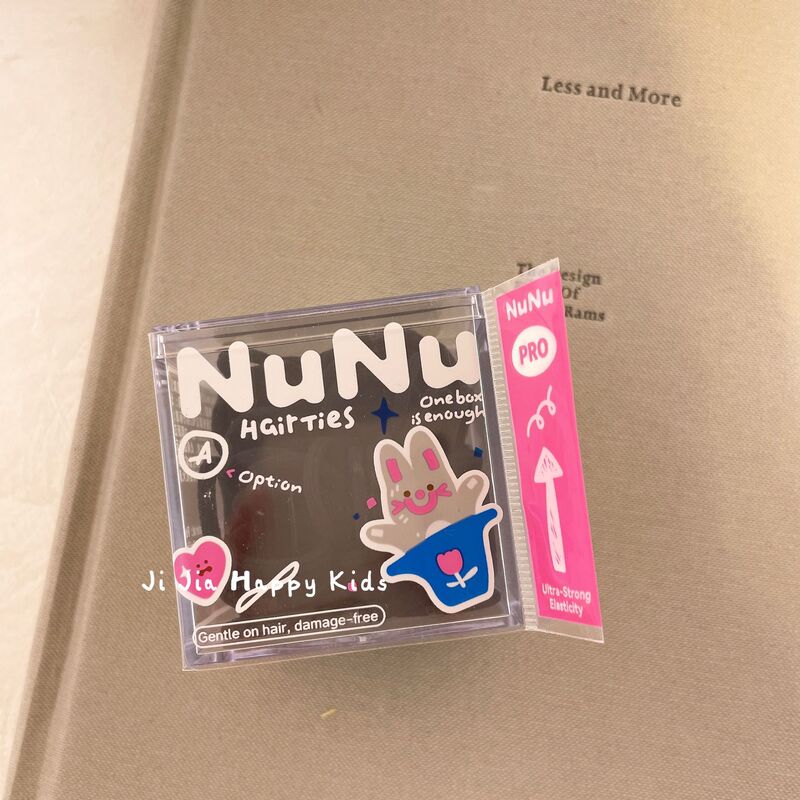 Less and More
The Design
Of
Rams
NuNu
PRO
Ultra-Strong
Elasticity
NuNu
HairTies
One box
is enough
A
Option
Ji Jia Happy Kids
Gentle on hair, damage-free